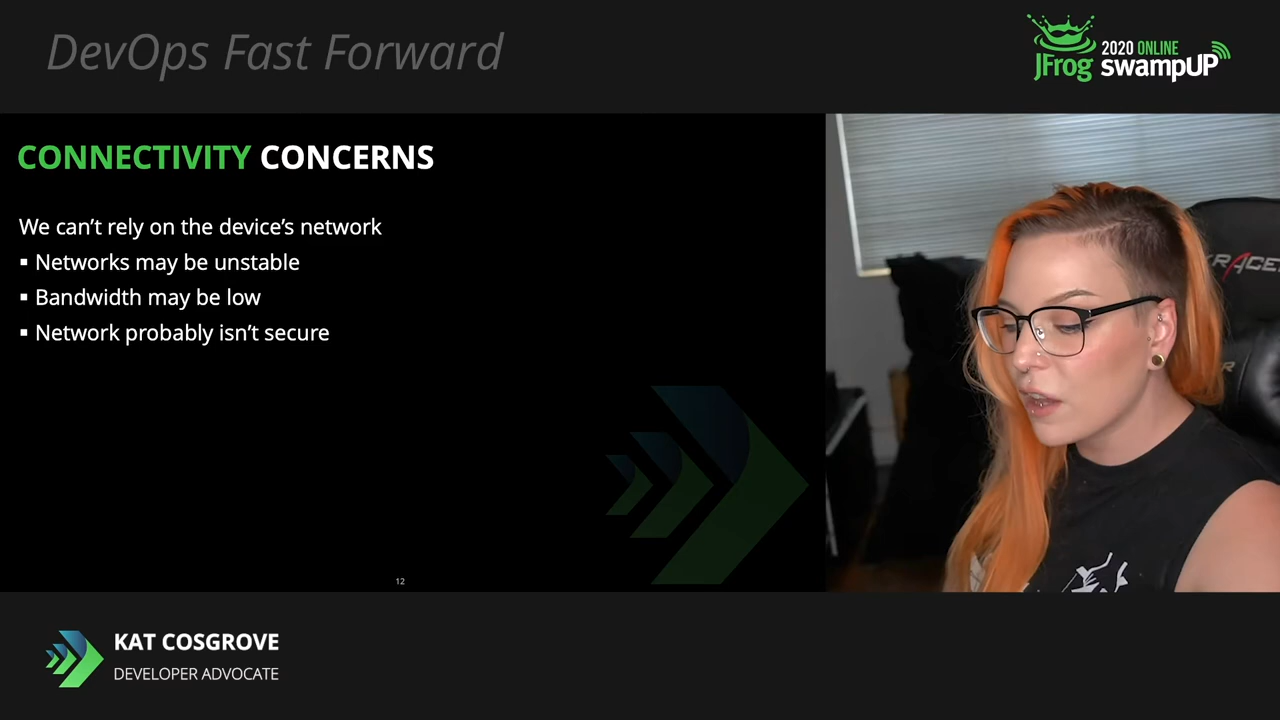 DevOps Fast Forward
JFrog
2020 ONLINE
swampUP
CONNECTIVITY CONCERNS
We can’t rely on the device’s network
▪ Networks may be unstable
▪ Bandwidth may be low
▪ Network probably isn’t secure
12
KAT COSGROVE
DEVELOPER ADVOCATE